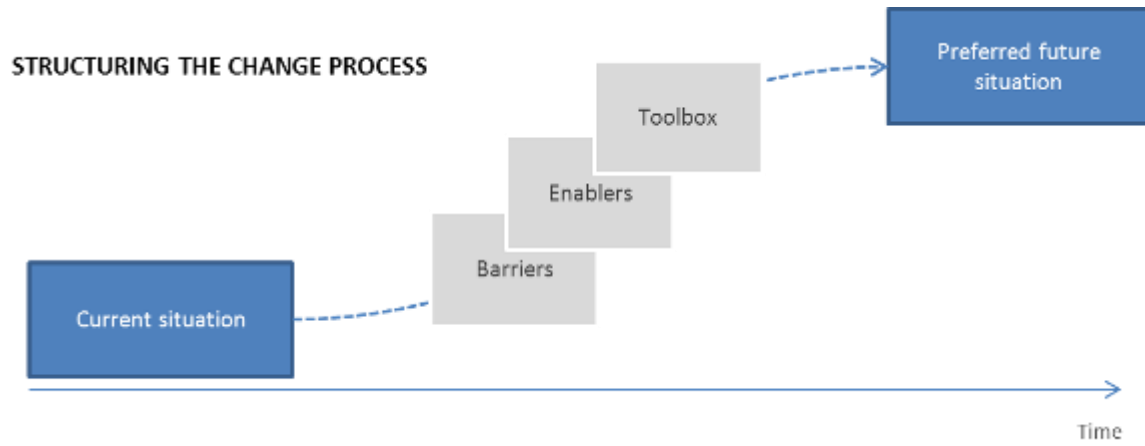 STRUCTURING THE CHANGE PROCESS
Preferred future
situation
Toolbox
Enablers
Barriers
Current situation
Time